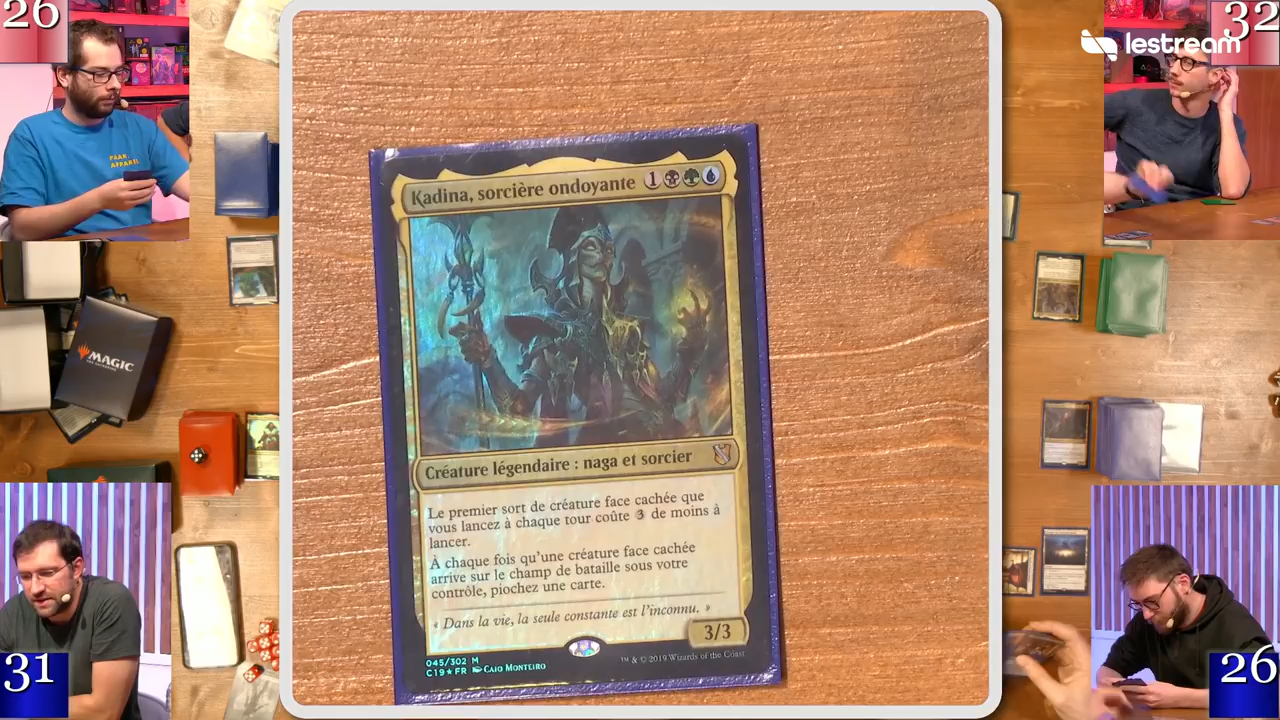 26
32
lestream
PAAR
APPAREL
MAGIC
Kadina, sorcière ondoyante 1
Créature légendaire : naga et sorcier
Le premier sort de créature face cachée que
vous lancez à chaque tour coûte 3 de moins à
lancer.
À chaque fois qu'une créature face cachée
arrive sur le champ de bataille sous votre
contrôle, piochez une carte.
« Dans la vie, la seule constante est l'inconnu. »
3/3
045/302 M
C19★FR Caio Monteiro
™ & © 2019 Wizards of the Coast
31
26